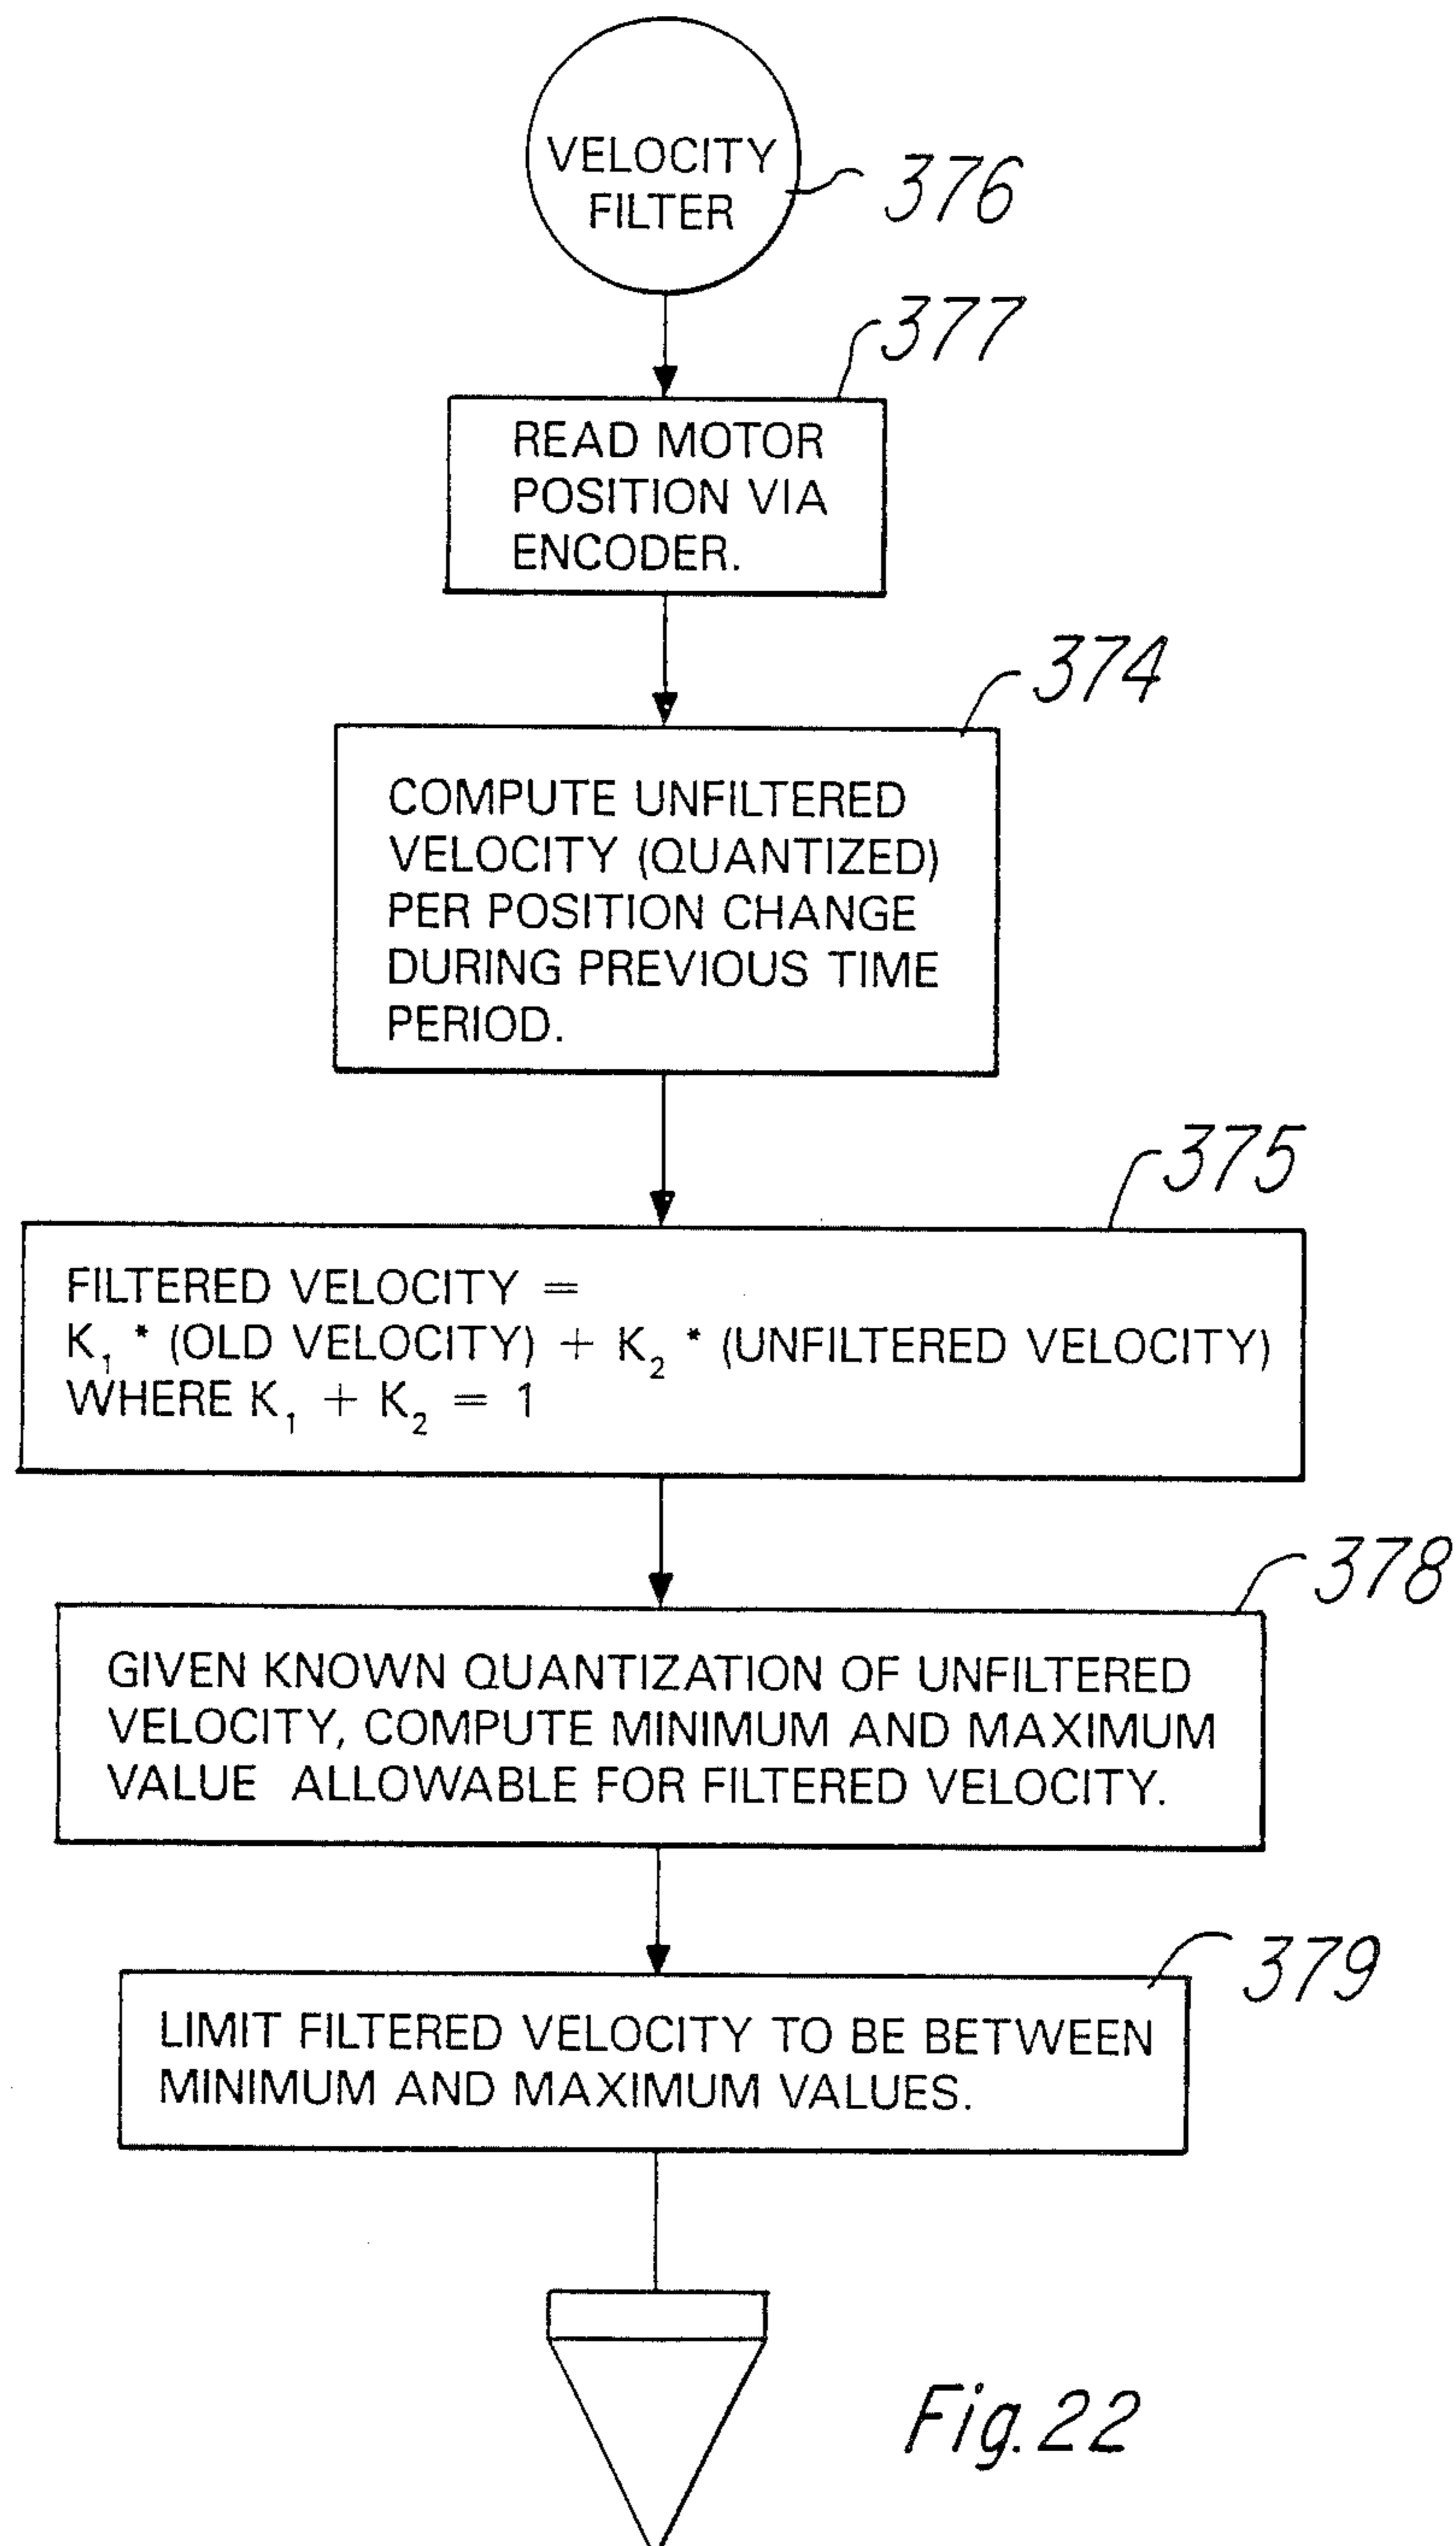 VELOCITY
FILTER
376
377
READ MOTOR
POSITION VIA
ENCODER.
374
COMPUTE UNFILTERED
VELOCITY (QUANTIZED)
PER POSITION CHANGE
DURING PREVIOUS TIME
PERIOD.
375
FILTERED VELOCITY =
K₁ * (OLD VELOCITY) + K₂ * (UNFILTERED VELOCITY)
WHERE K₁ + K₂ = 1
378
GIVEN KNOWN QUANTIZATION OF UNFILTERED
VELOCITY, COMPUTE MINIMUM AND MAXIMUM
VALUE ALLOWABLE FOR FILTERED VELOCITY.
379
LIMIT FILTERED VELOCITY TO BE BETWEEN
MINIMUM AND MAXIMUM VALUES.
Fig. 22